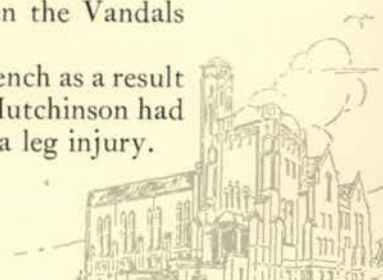 n the Vandals
ench as a result
Hutchinson had
a leg injury.